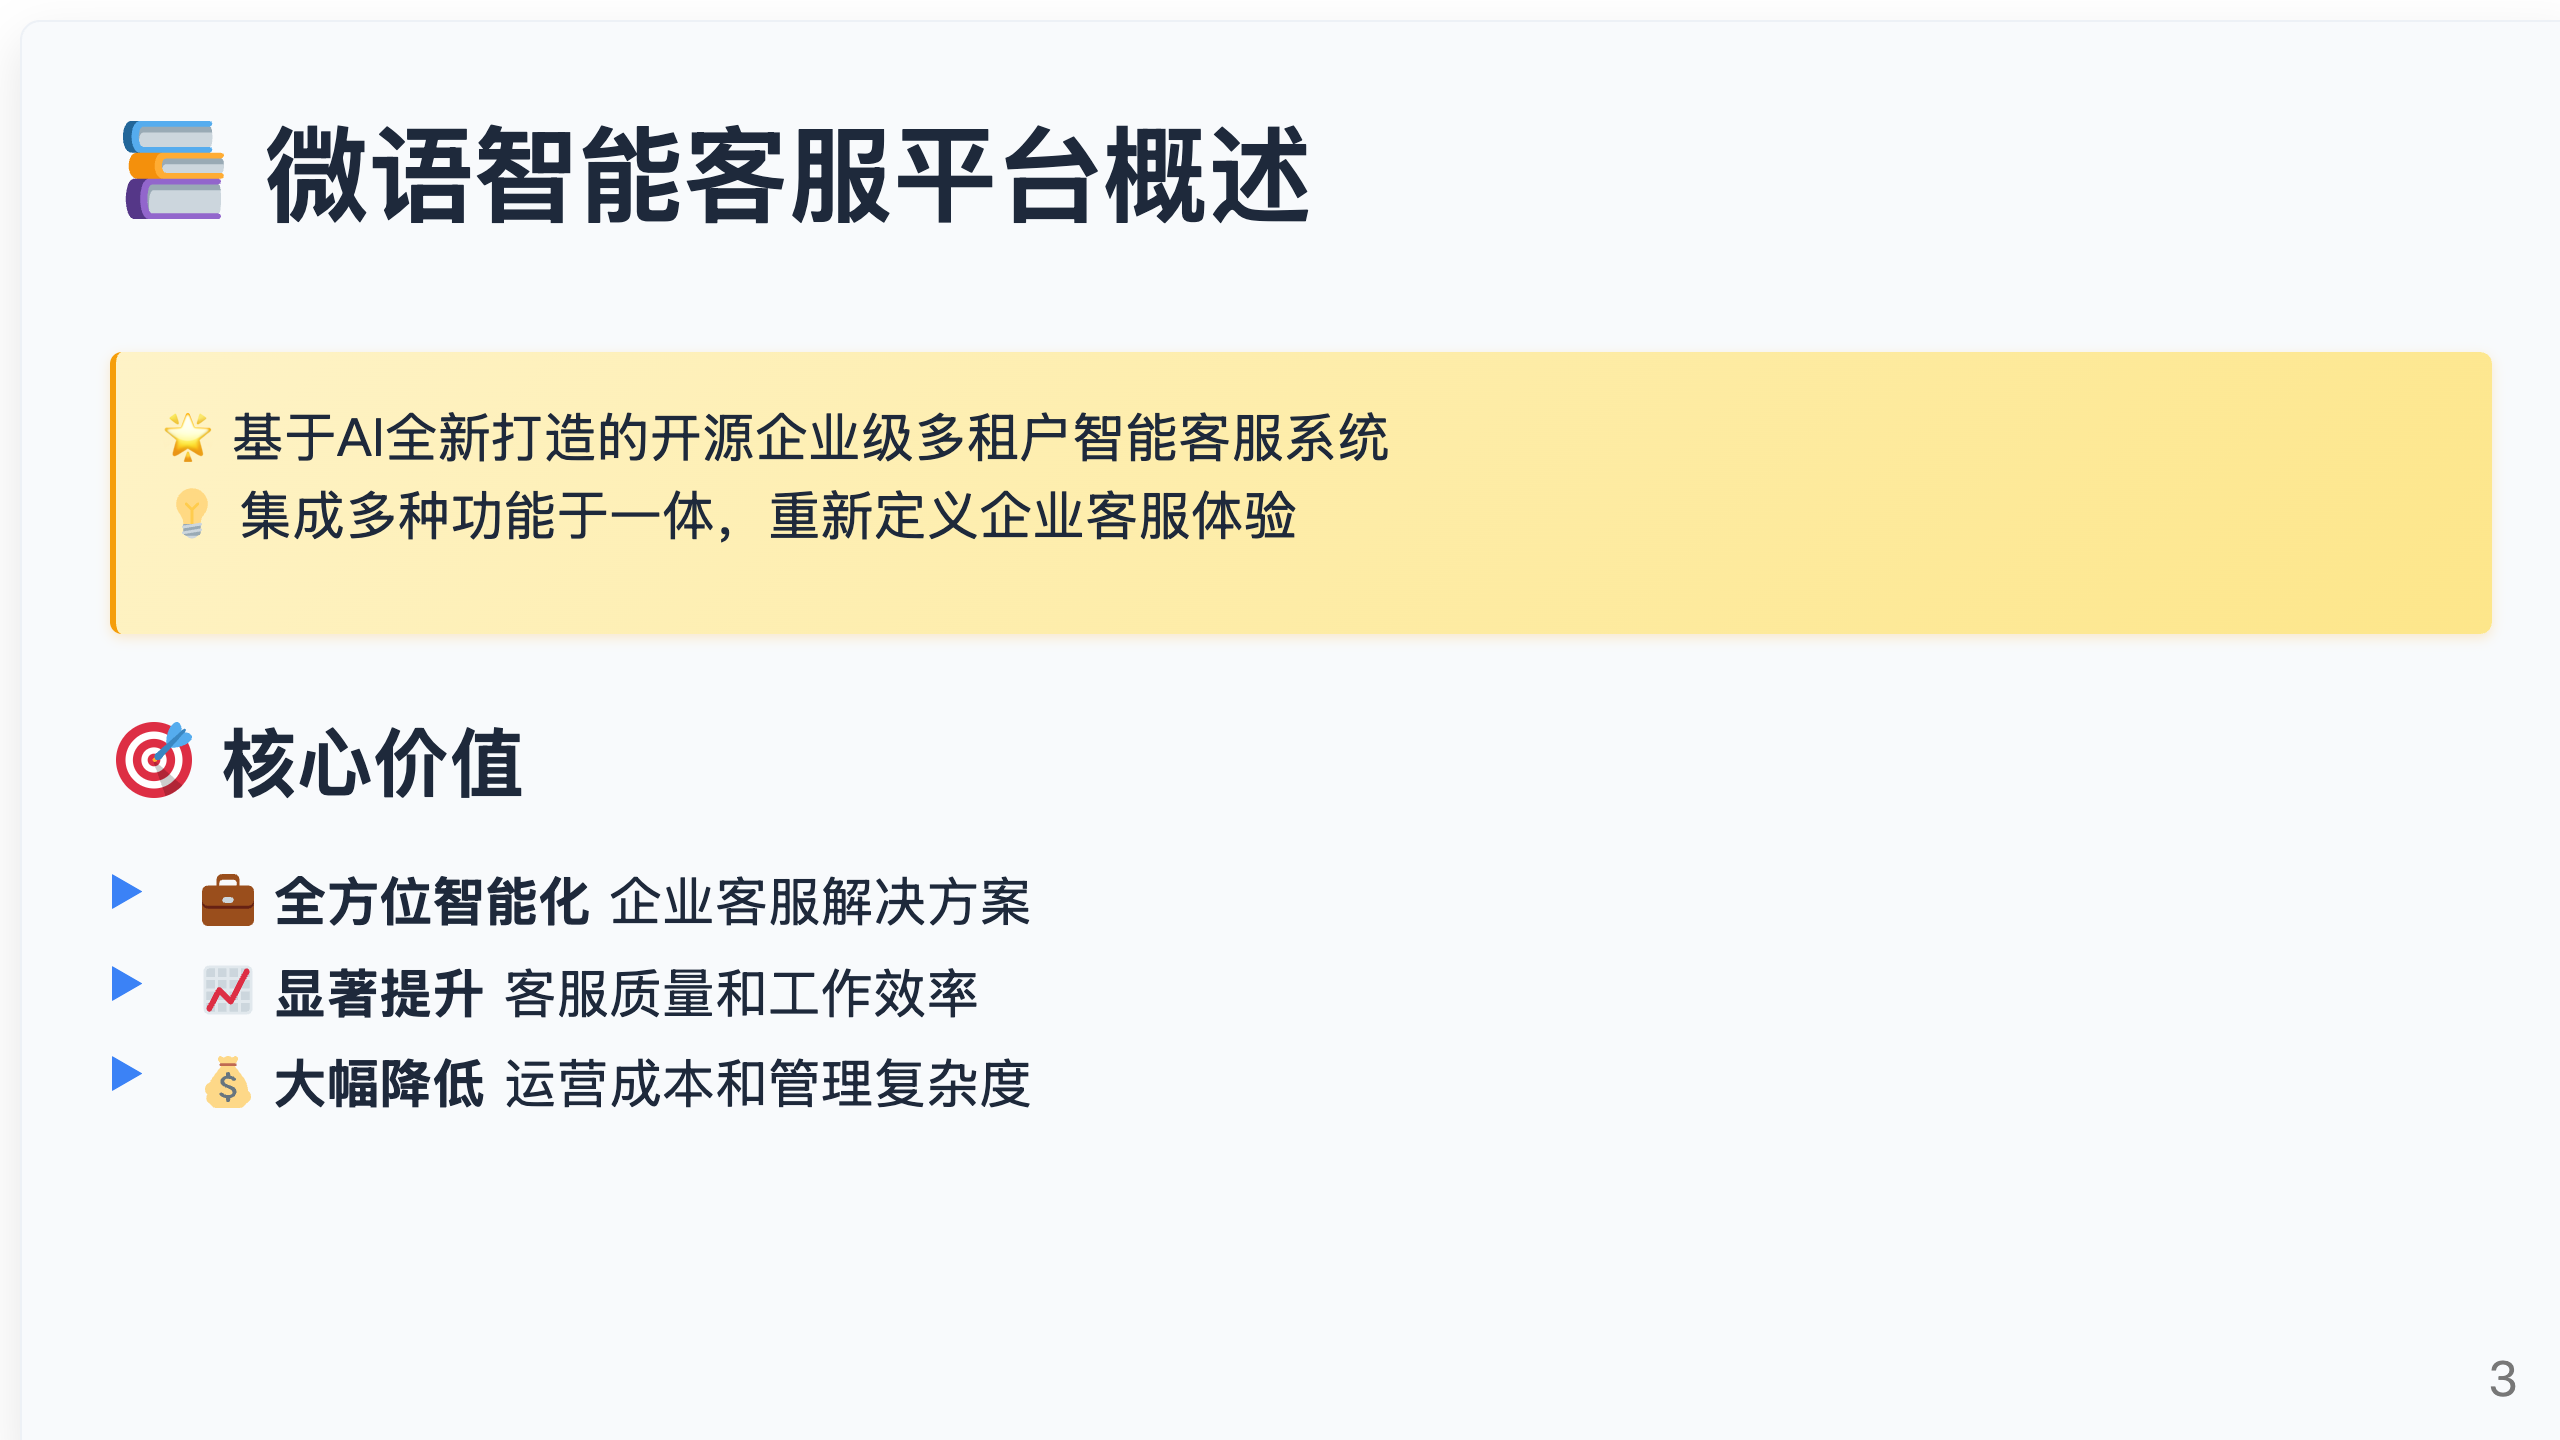 微语智能客服平台概述
基于AI全新打造的开源企业级多租户智能客服系统
集成多种功能于一体，重新定义企业客服体验
核心价值
全方位智能化 企业客服解决方案
显著提升 客服质量和工作效率
大幅降低 运营成本和管理复杂度
3